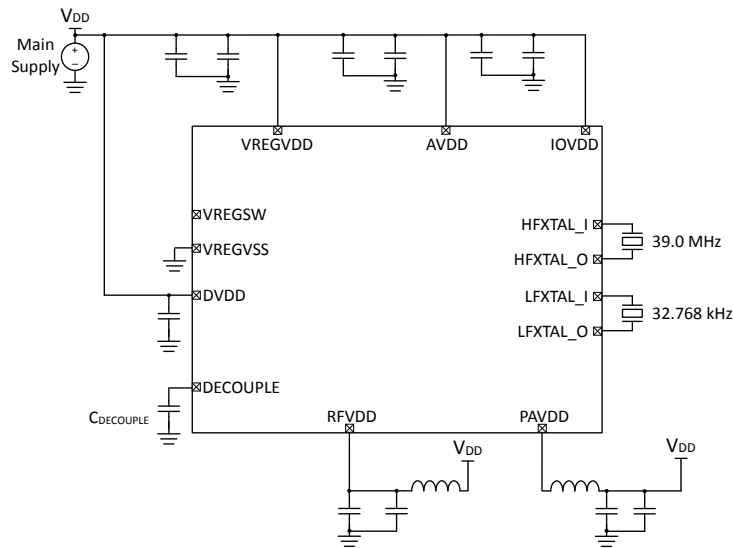 VDD
Main
Supply
+
−
VREGVDD
AVDD
IOVDD
VREGSW
HFXTAL_I
39.0 MHz
VREGVSS
HFXTAL_O
DVDD
LFXTAL_I
32.768 kHz
LFXTAL_O
DECOUPLE
CDECOUPLE
RFVDD
PAVDD
VDD
VDD